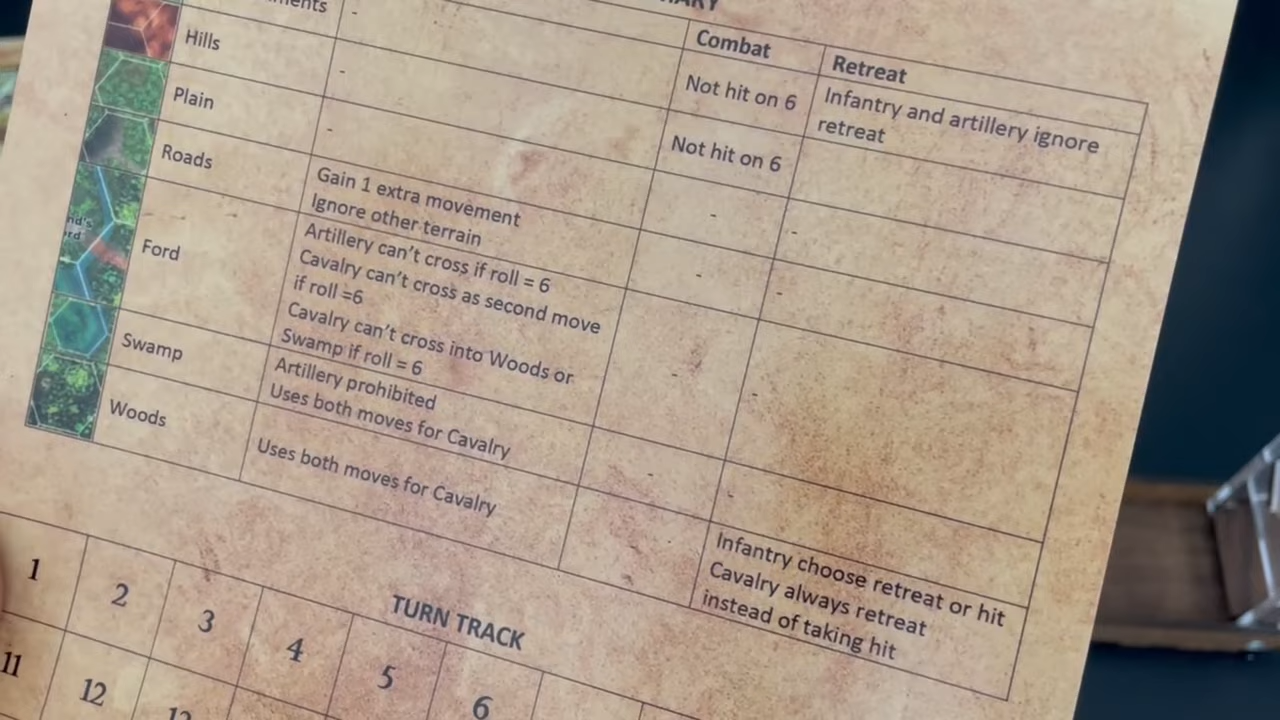 Combat
Retreat
Not hit on 6
Infantry and artillery ignore
retreat
Hills
-
Not hit on 6
Plain
-
-
-
Roads
Gain 1 extra movement
Ignore other terrain
-
-
Ford
Artillery can't cross if roll = 6
Cavalry can't cross as second move
if roll =6
Cavalry can't cross into Woods or
Swamp if roll = 6
-
-
Swamp
Artillery prohibited
Uses both moves for Cavalry
-
-
Woods
Uses both moves for Cavalry
-
Infantry choose retreat or hit
Cavalry always retreat
instead of taking hit
TURN TRACK
1
2
3
4
5
6
11
12